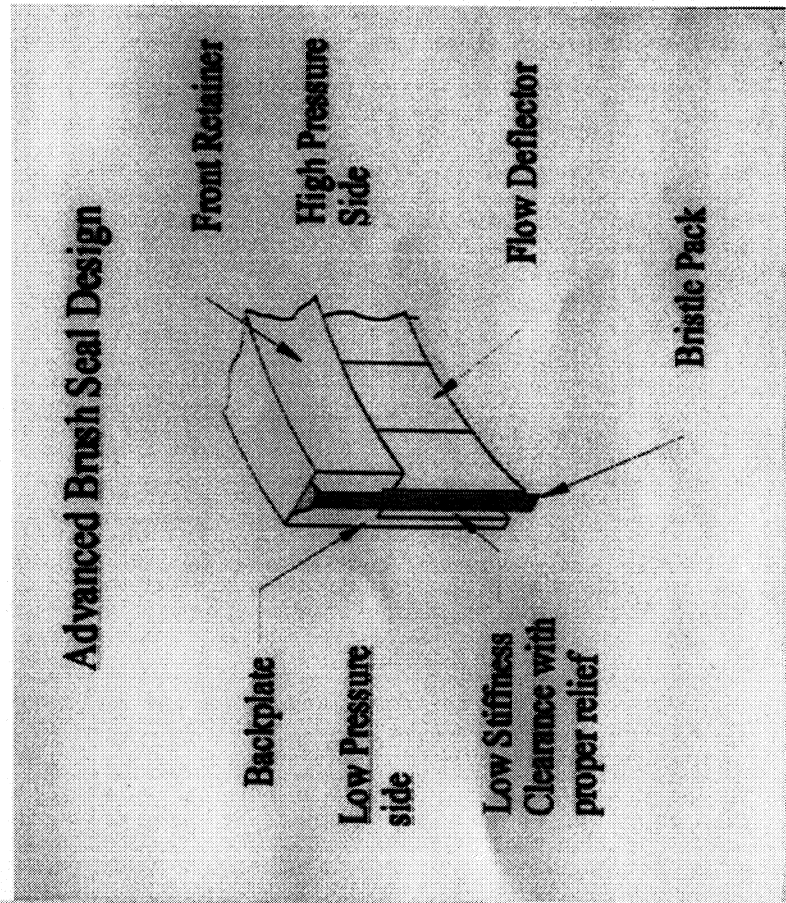 Advanced Brush Seal Design
Backplate
Front Retainer
Low Pressure
side
High Pressure
Side
Low Stiffness
Clearance with
proper relief
Flow Deflector
Bristle Pack